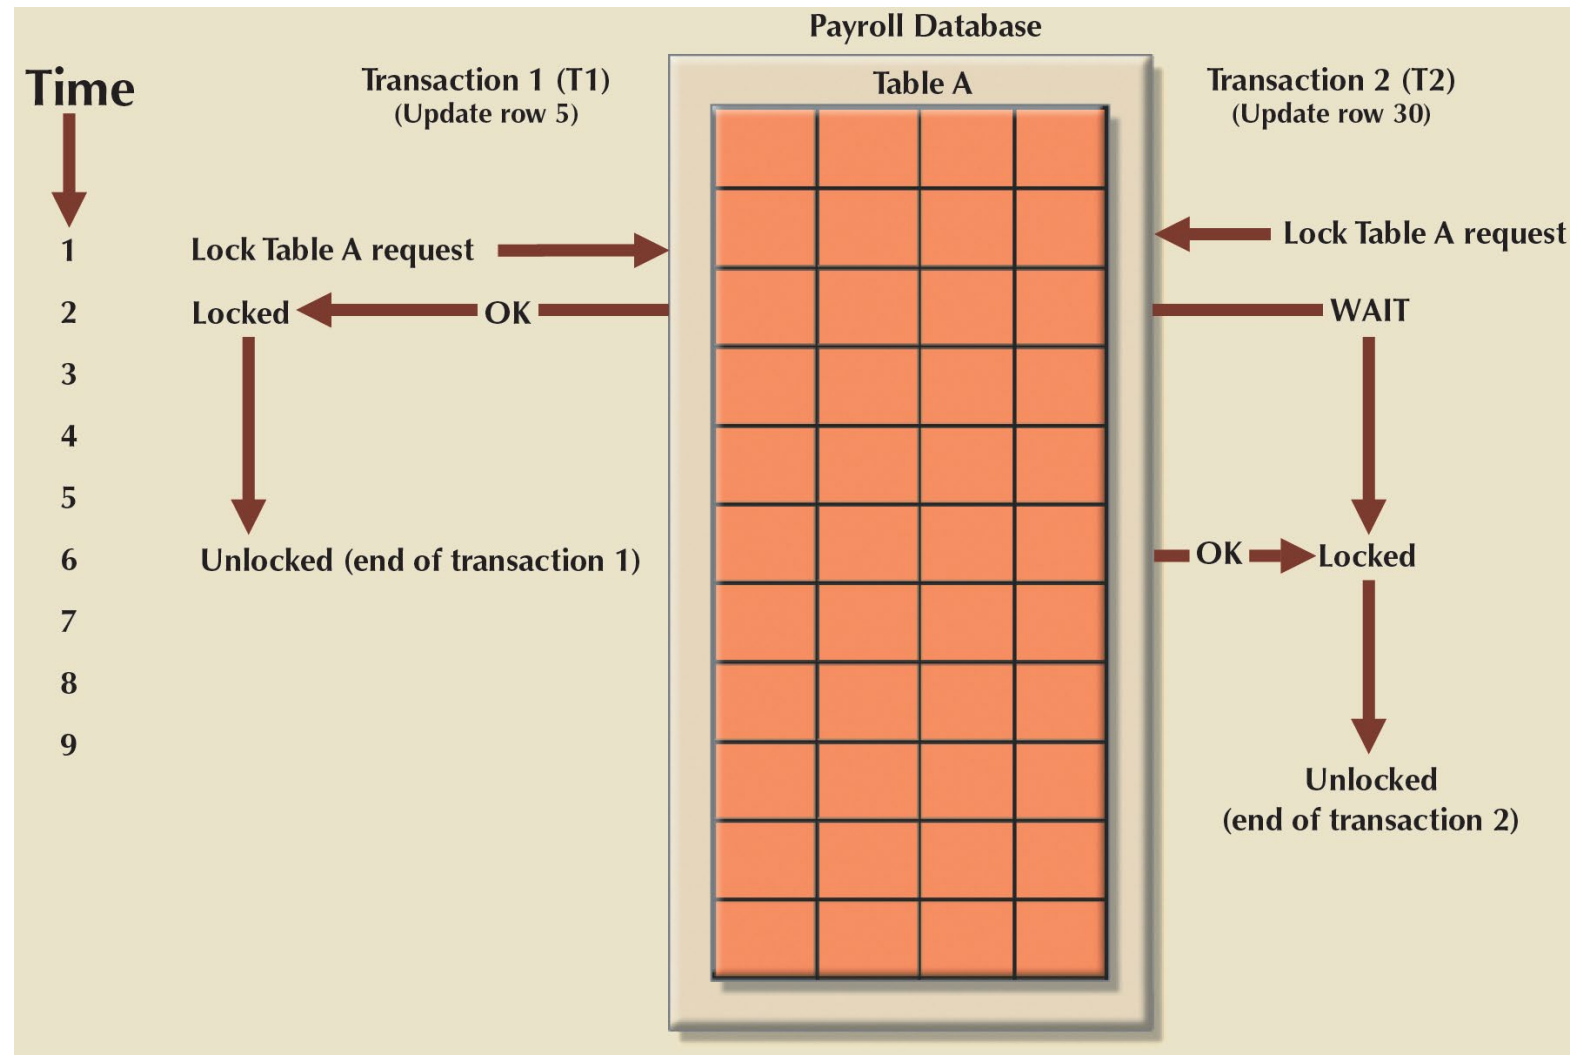 Payroll Database
Time
Transaction 1 (T1)
(Update row 5)
Table A
Transaction 2 (T2)
(Update row 30)
1
Lock Table A request
Lock Table A request
2
Locked
OK
WAIT
3
4
5
6
Unlocked (end of transaction 1)
OK
Locked
7
8
9
Unlocked
(end of transaction 2)